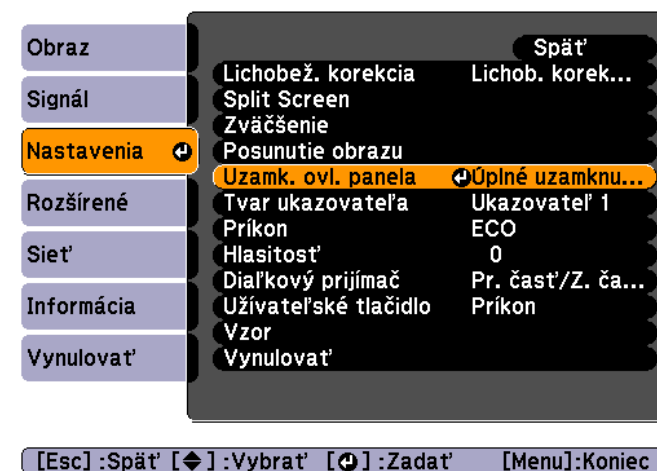 Obraz
Signál
Nastavenia
Rozšírené
Sieť
Informácia
Vynulovať
Späť
Lichobež. korekcia Lichob. korek...
Split Screen
Zväčšenie
Posunutie obrazu
Uzamk. ovl. panela Úplné uzamknu...
Tvar ukazovateľa Ukazovateľ 1
Príkon ECO
Hlasitosť 0
Diaľkový prijímač Pr. časť/Z. ča...
Užívateľské tlačidlo Príkon
Vzor
Vynulovať
[Esc] :Späť [◆] :Vybrať [⏎] :Zadať [Menu]:Koniec